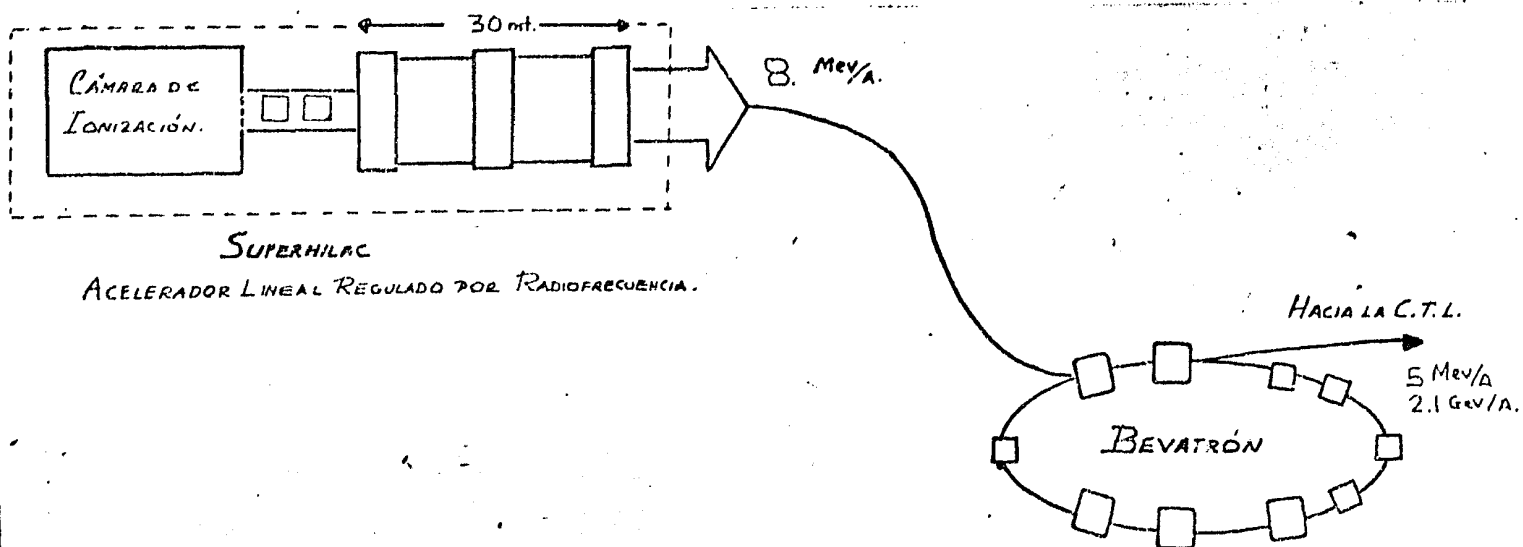 30 mt.
CÁMARA DE
IONIZACIÓN.
8. Mev/A.
SUPERHILAC
ACELERADOR LINEAL REGULADO POR RADIOFRECUENCIA.
HACIA LA C.T.L.
5 Mev/A
2.1 Gev/A.
BEVATRÓN